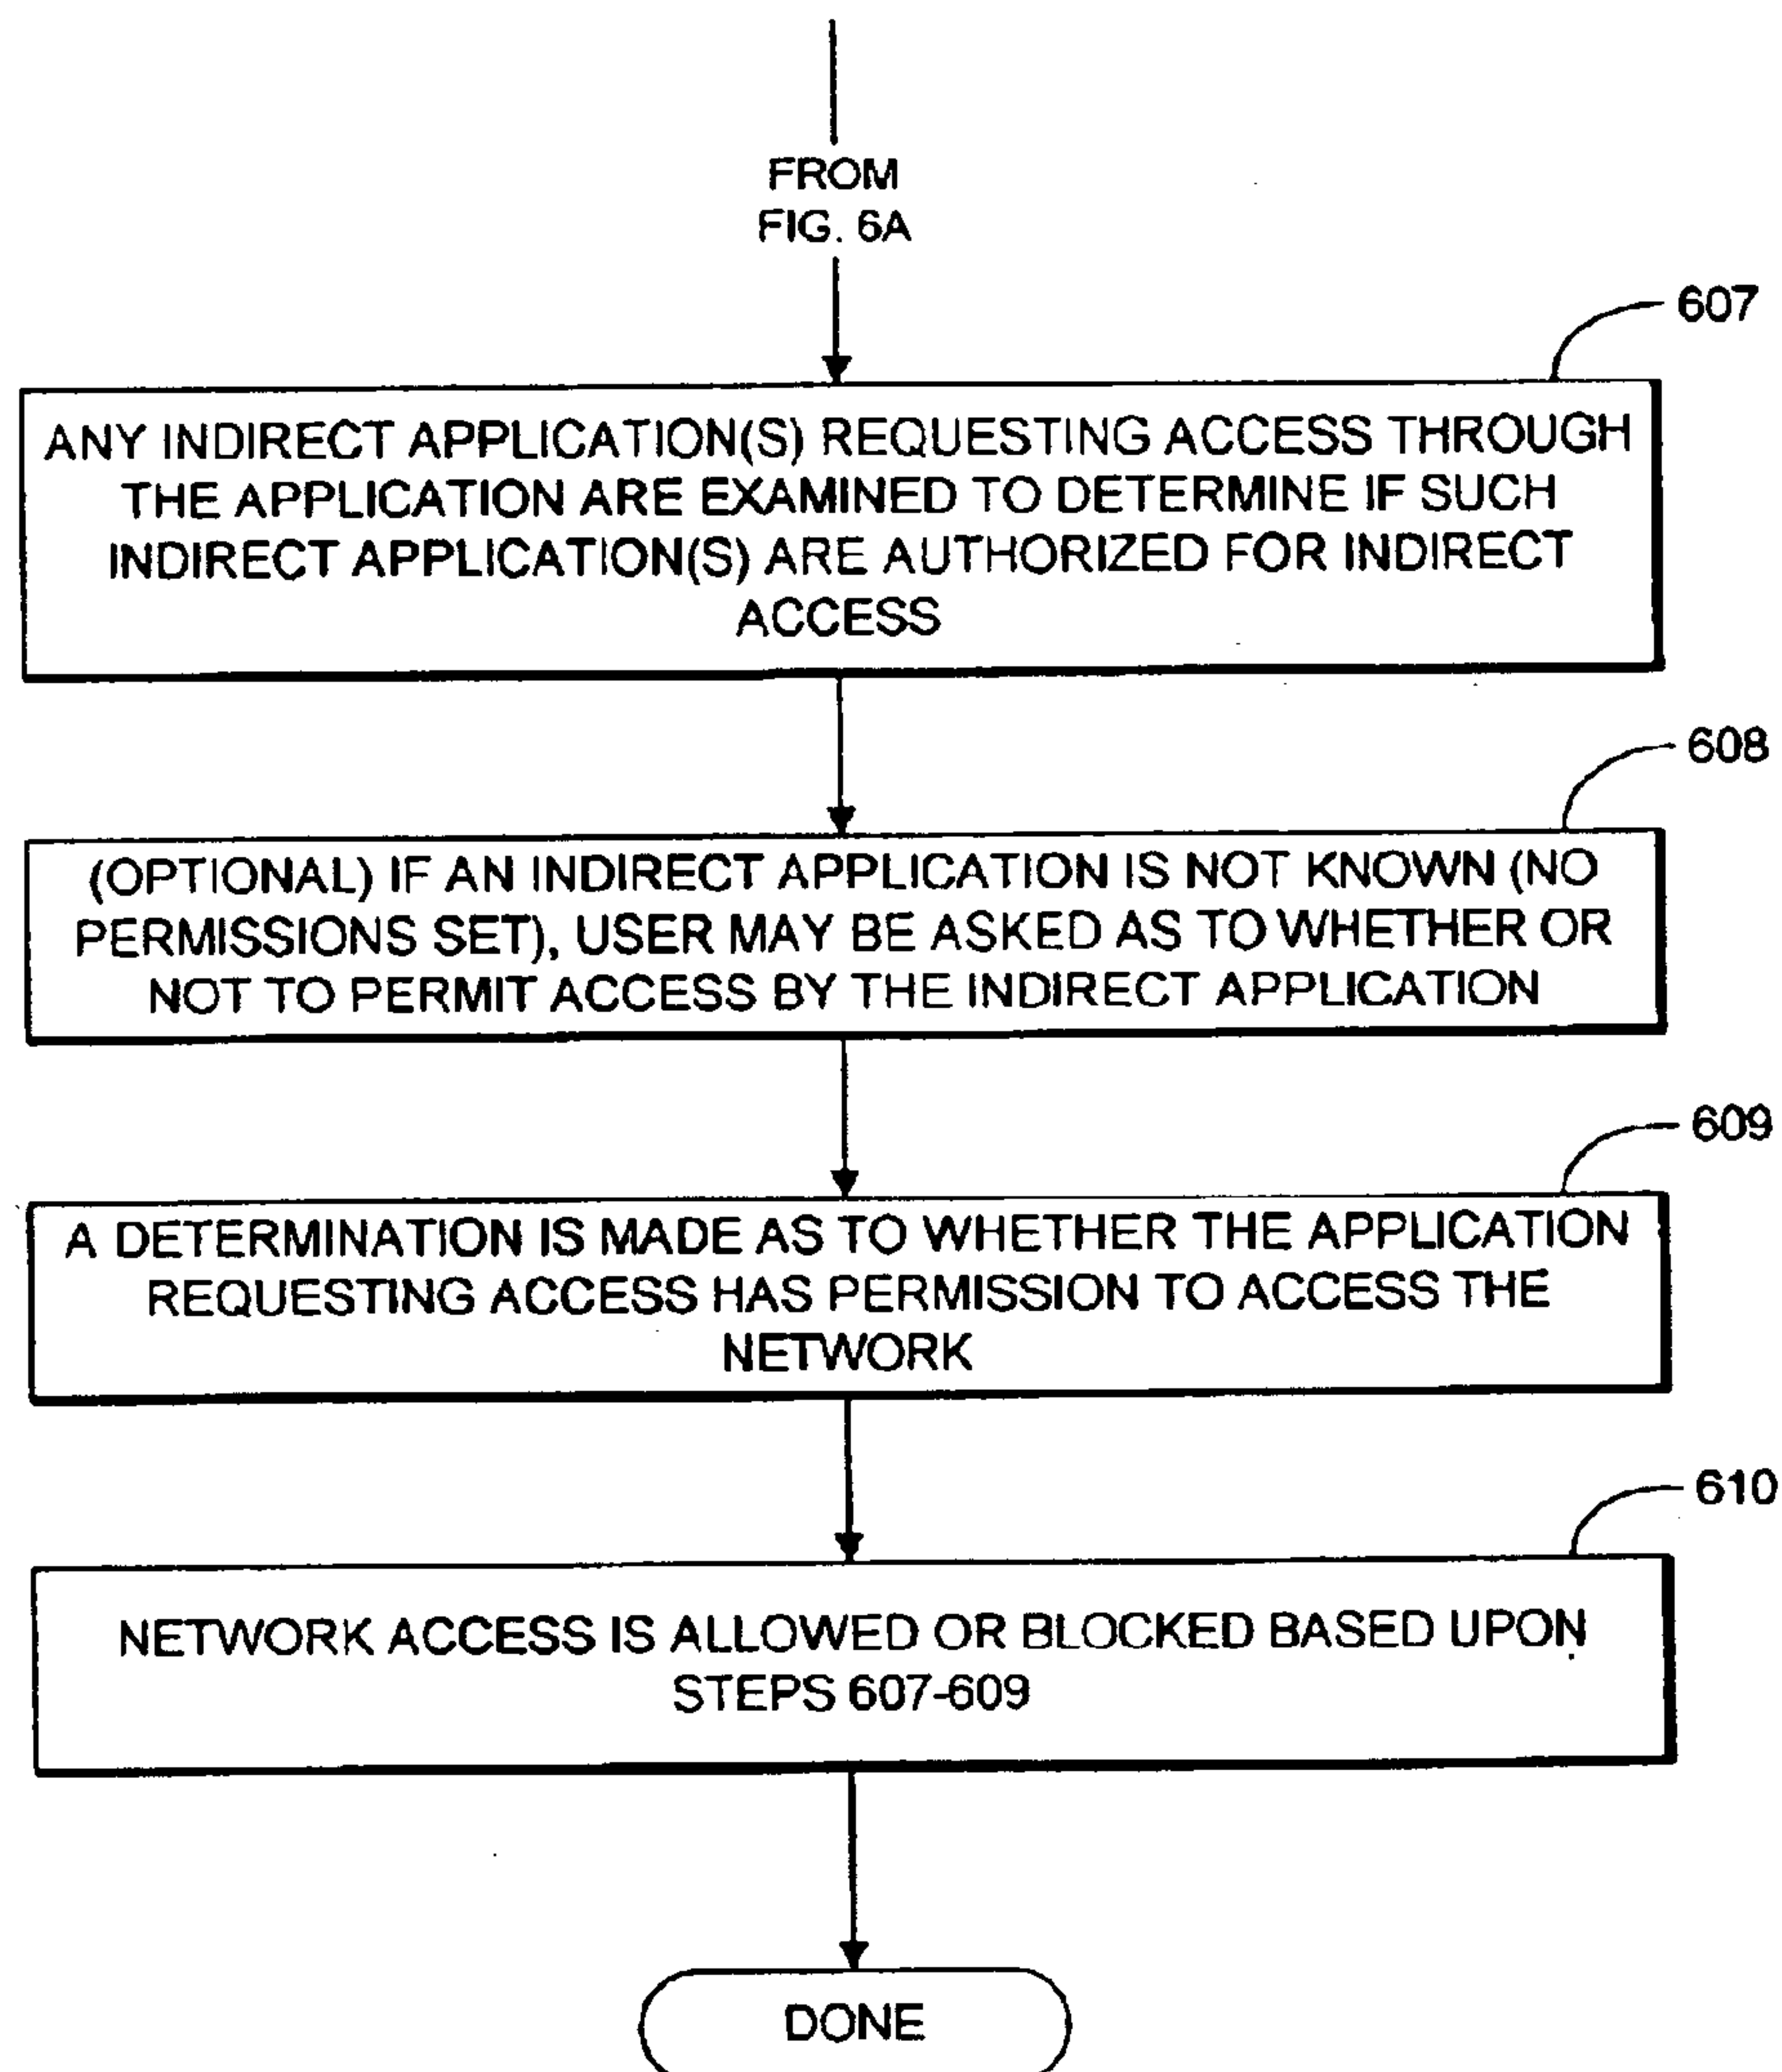 FROM
FIG. 6A
607
ANY INDIRECT APPLICATION(S) REQUESTING ACCESS THROUGH
THE APPLICATION ARE EXAMINED TO DETERMINE IF SUCH
INDIRECT APPLICATION(S) ARE AUTHORIZED FOR INDIRECT
ACCESS
608
(OPTIONAL) IF AN INDIRECT APPLICATION IS NOT KNOWN (NO
PERMISSIONS SET), USER MAY BE ASKED AS TO WHETHER OR
NOT TO PERMIT ACCESS BY THE INDIRECT APPLICATION
609
A DETERMINATION IS MADE AS TO WHETHER THE APPLICATION
REQUESTING ACCESS HAS PERMISSION TO ACCESS THE
NETWORK
610
NETWORK ACCESS IS ALLOWED OR BLOCKED BASED UPON
STEPS 607-609
DONE